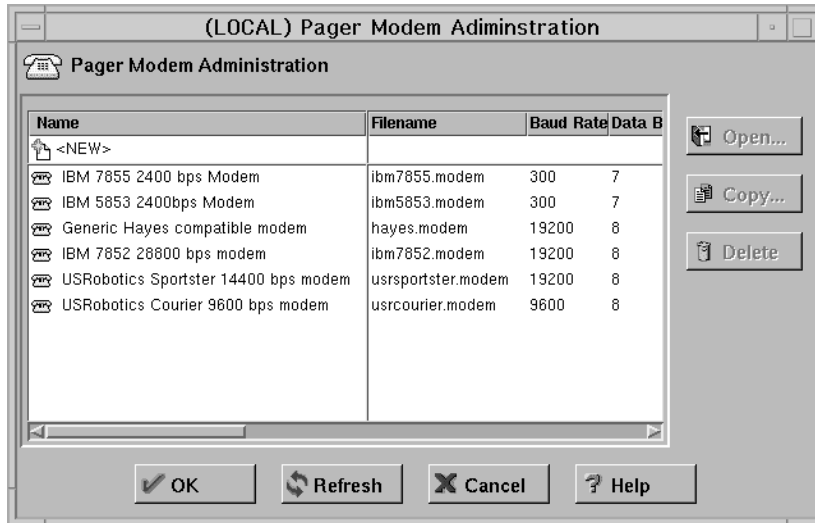 (LOCAL) Pager Modem Adiminstration
Pager Modem Administration
Name Filename Baud Rate Data B
<NEW>
IBM 7855 2400 bps Modem ibm7855.modem 300 7
IBM 5853 2400bps Modem ibm5853.modem 300 7
Generic Hayes compatible modem hayes.modem 19200 8
IBM 7852 28800 bps modem ibm7852.modem 19200 8
USRobotics Sportster 14400 bps modem usrsportster.modem 19200 8
USRobotics Courier 9600 bps modem usrcourier.modem 9600 8
Open...
Copy...
Delete
OK Refresh Cancel Help